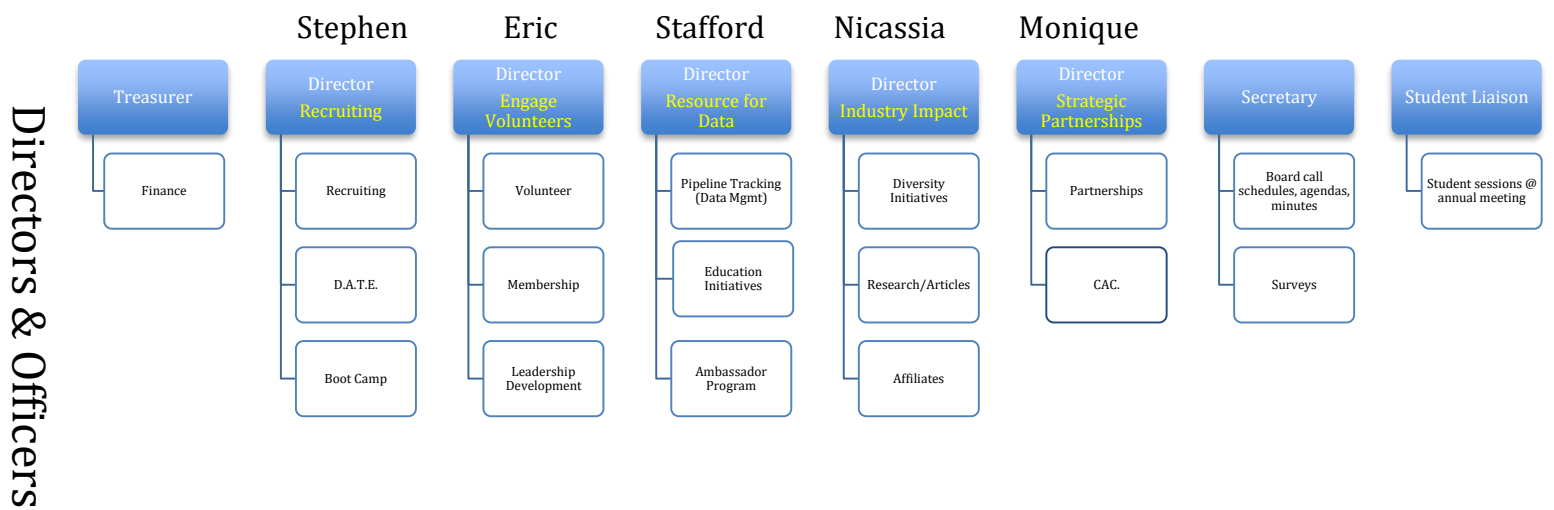 Directors & Officers
Stephen
Eric
Stafford
Nicassia
Monique
Treasurer
Finance
Director
Recruiting
Recruiting
D.A.T.E.
Boot Camp
Director
Engage
Volunteers
Volunteer
Membership
Leadership
Development
Director
Resource for
Data
Pipeline Tracking
(Data Mgmt)
Education
Initiatives
Ambassador
Program
Director
Industry Impact
Diversity
Initiatives
Research/Articles
Affiliates
Director
Strategic
Partnerships
Partnerships
CAC.
Secretary
Board call
schedules, agendas,
minutes
Surveys
Student Liaison
Student sessions @
annual meeting